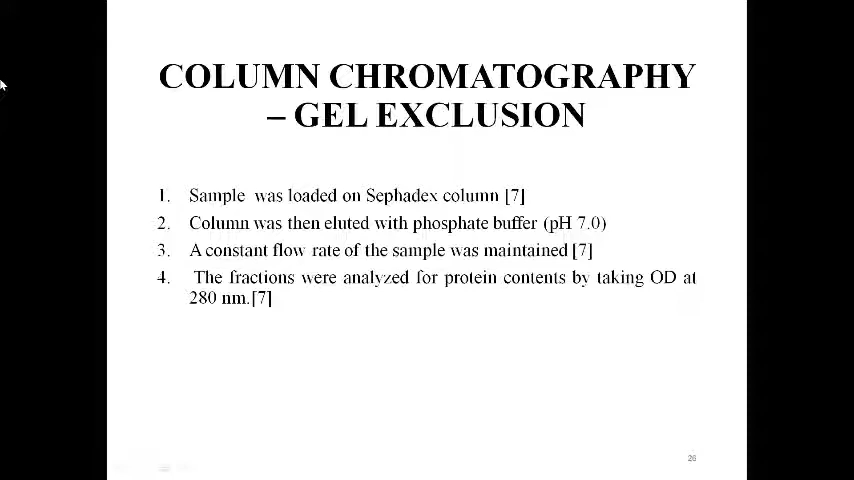 COLUMN CHROMATOGRAPHY
– GEL EXCLUSION
1. Sample was loaded on Sephadex column [7]
2. Column was then eluted with phosphate buffer (pH 7.0)
3. A constant flow rate of the sample was maintained [7]
4. The fractions were analyzed for protein contents by taking OD at
280 nm.[7]
26